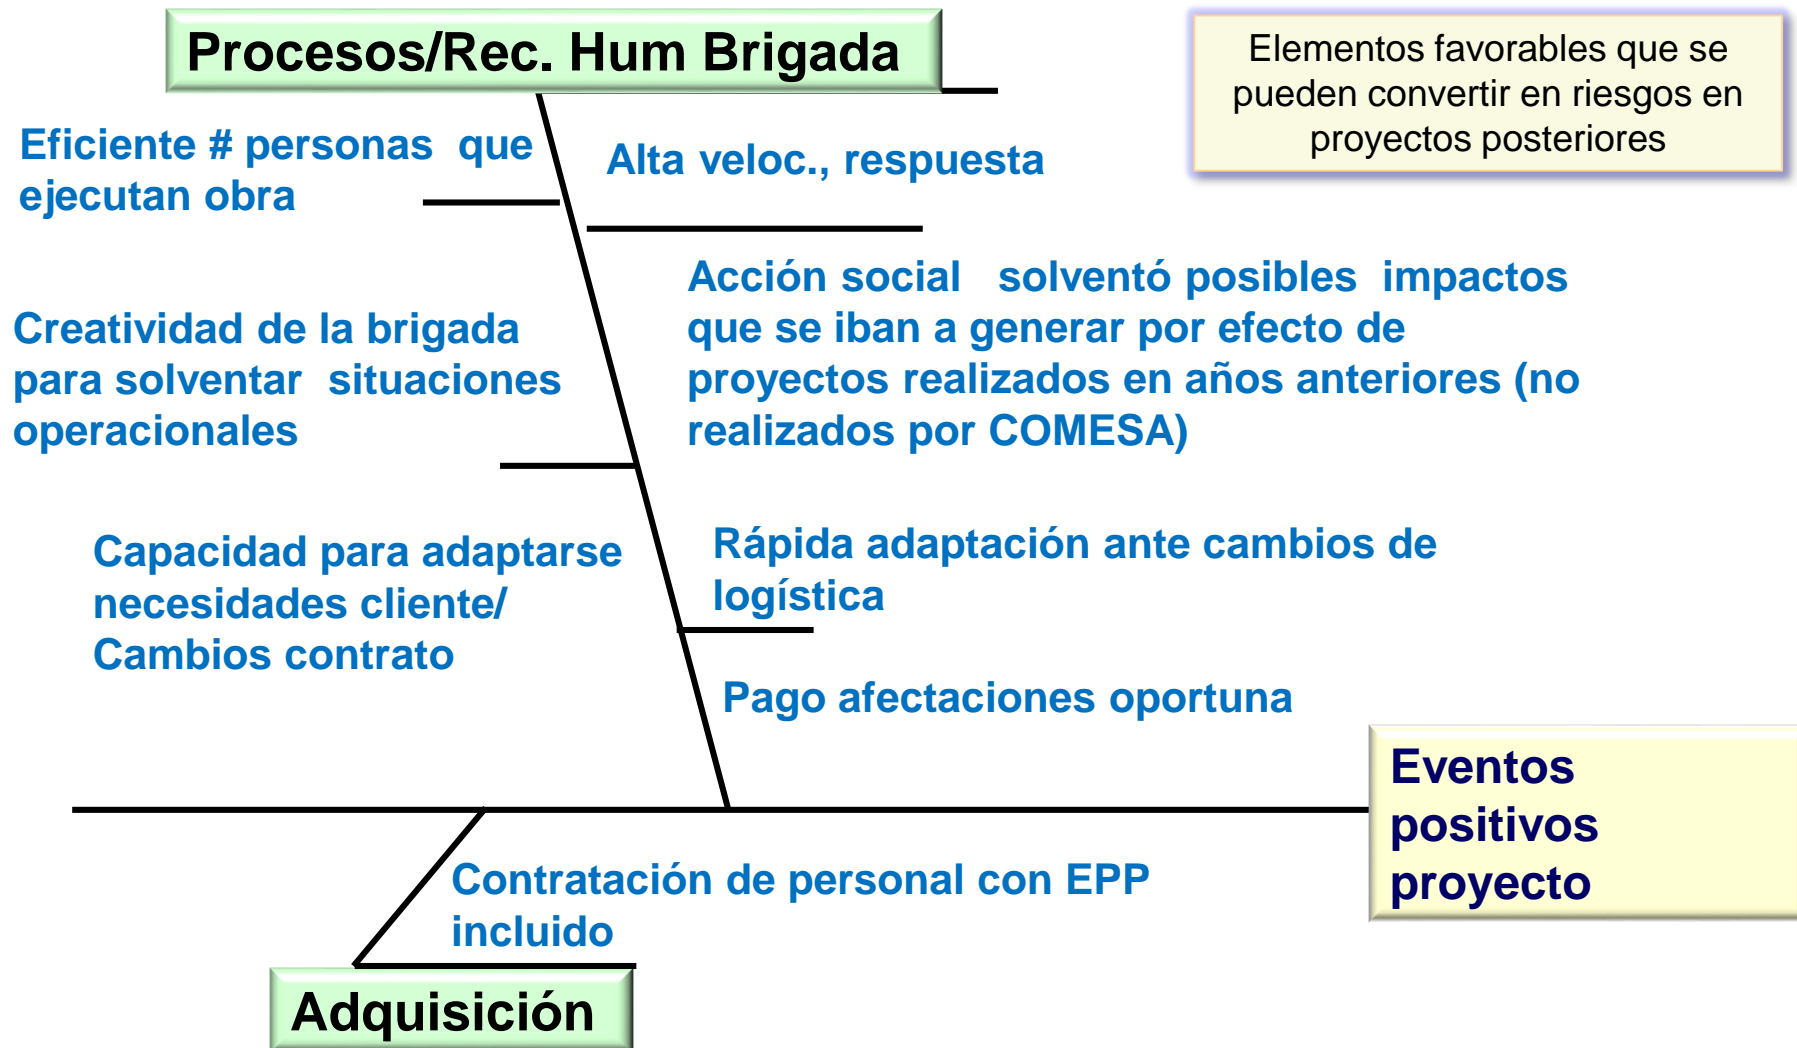 Procesos/Rec. Hum Brigada
Elementos favorables que se
pueden convertir en riesgos en
proyectos posteriores
Eficiente # personas que
ejecutan obra
Alta veloc., respuesta
Creatividad de la brigada
para solventar situaciones
operacionales
Acción social solventó posibles impactos
que se iban a generar por efecto de
proyectos realizados en años anteriores (no
realizados por COMESA)
Capacidad para adaptarse
necesidades cliente/
Cambios contrato
Rápida adaptación ante cambios de
logística
Pago afectaciones oportuna
Eventos
positivos
proyecto
Contratación de personal con EPP
incluido
Adquisición